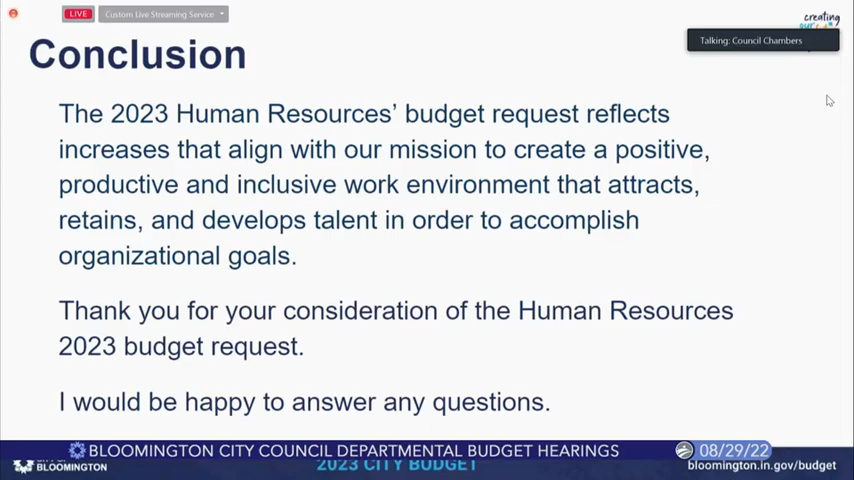 LIVE
Custom Live Streaming Service
creating
Talking: Council Chambers
Conclusion
The 2023 Human Resources' budget request reflects
increases that align with our mission to create a positive,
productive and inclusive work environment that attracts,
retains, and develops talent in order to accomplish
organizational goals.
Thank you for your consideration of the Human Resources
2023 budget request.
I would be happy to answer any questions.
BLOOMINGTON CITY COUNCIL DEPARTMENTAL BUDGET HEARINGS
08/29/22
BLOOMINGTON
2023 CITY BUDGET
bloomington.in.gov/budget